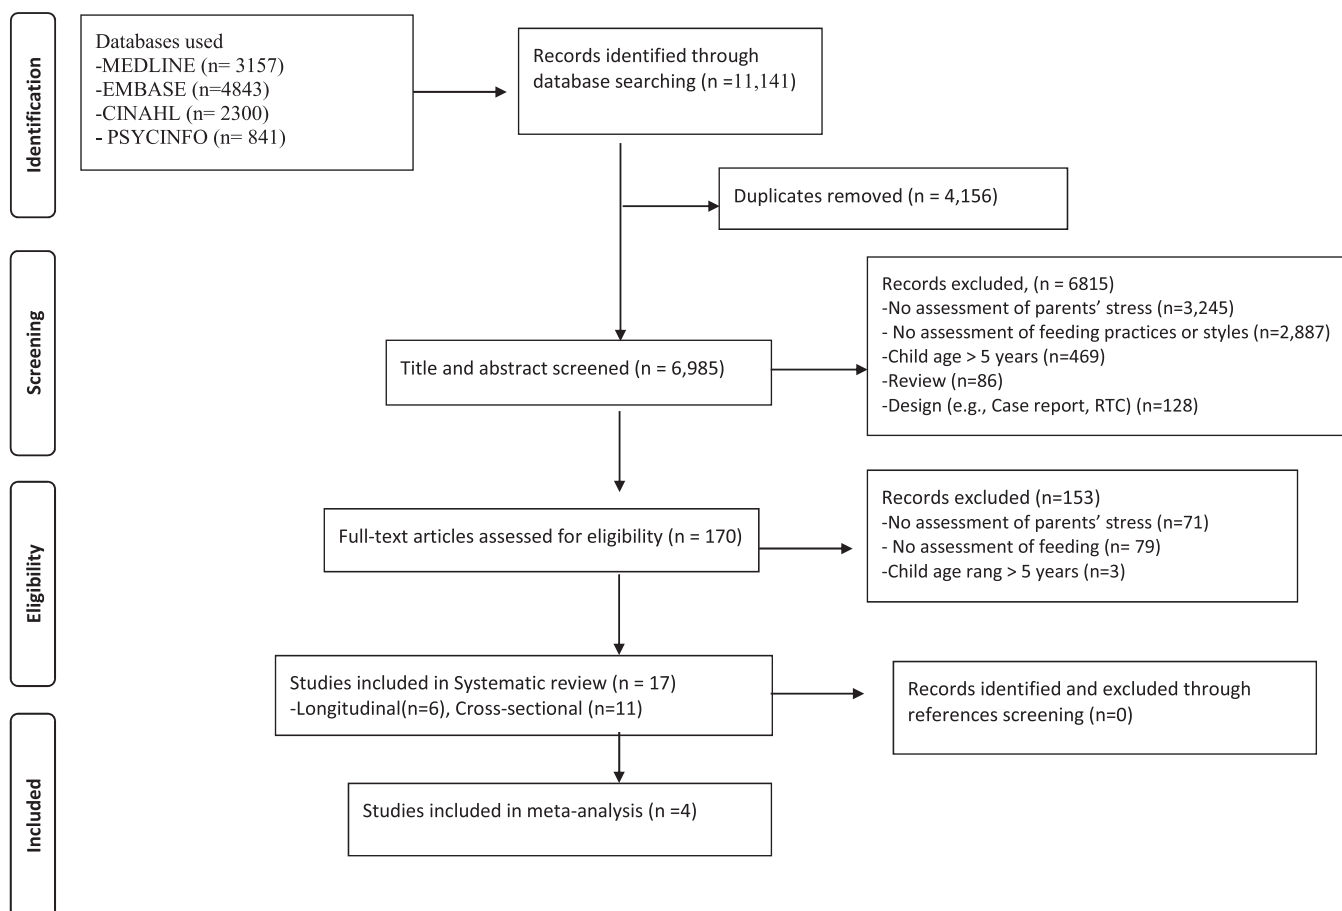 Identification
Databases used
-MEDLINE (n= 3157)
-EMBASE (n=4843)
-CINAHL (n= 2300)
- PSYCINFO (n= 841)
Records identified through
database searching (n =11,141)
Duplicates removed (n = 4,156)
Screening
Title and abstract screened (n = 6,985)
Records excluded, (n = 6815)
-No assessment of parents’ stress (n=3,245)
- No assessment of feeding practices or styles (n=2,887)
-Child age > 5 years (n=469)
-Review (n=86)
-Design (e.g., Case report, RTC) (n=128)
Eligibility
Full-text articles assessed for eligibility (n = 170)
Records excluded (n=153)
-No assessment of parents’ stress (n=71)
- No assessment of feeding (n= 79)
-Child age rang > 5 years (n=3)
Studies included in Systematic review (n = 17)
-Longitudinal(n=6), Cross-sectional (n=11)
Records identified and excluded through
references screening (n=0)
Included
Studies included in meta-analysis (n =4)